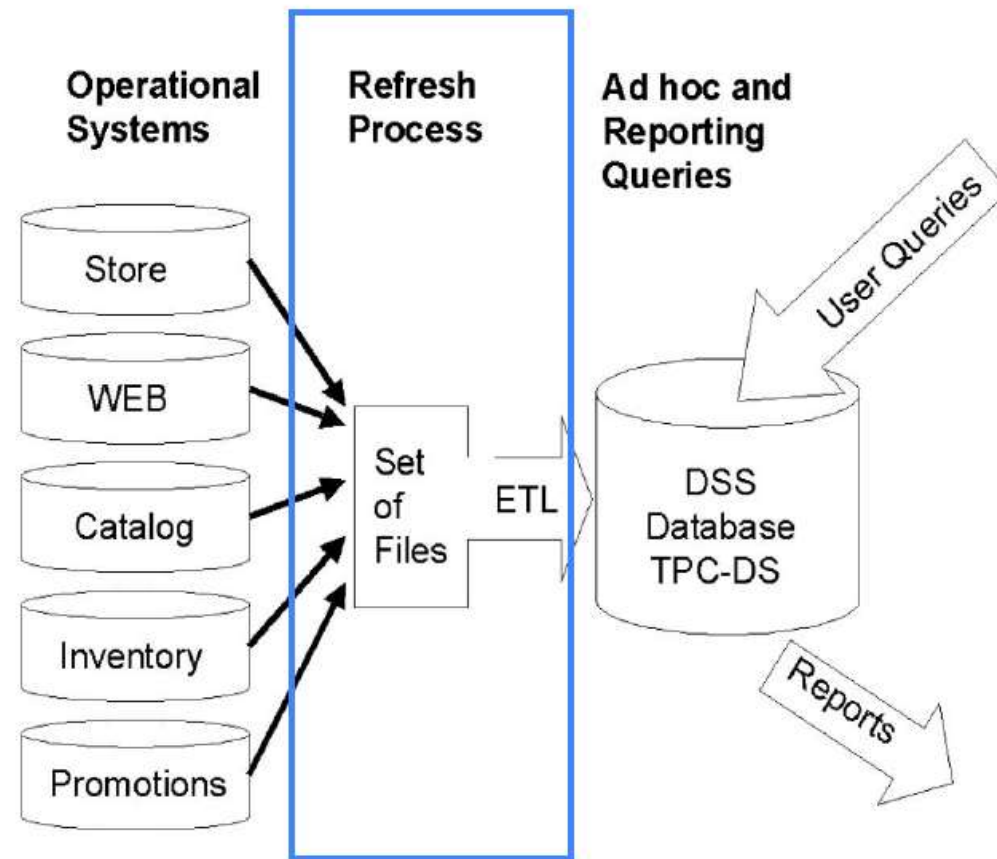 Operational
Systems
Refresh
Process
Ad hoc and
Reporting
Queries
Store
WEB
Catalog
Inventory
Promotions
Set
of
Files
ETL
User Queries
DSS
Database
TPC-DS
Reports